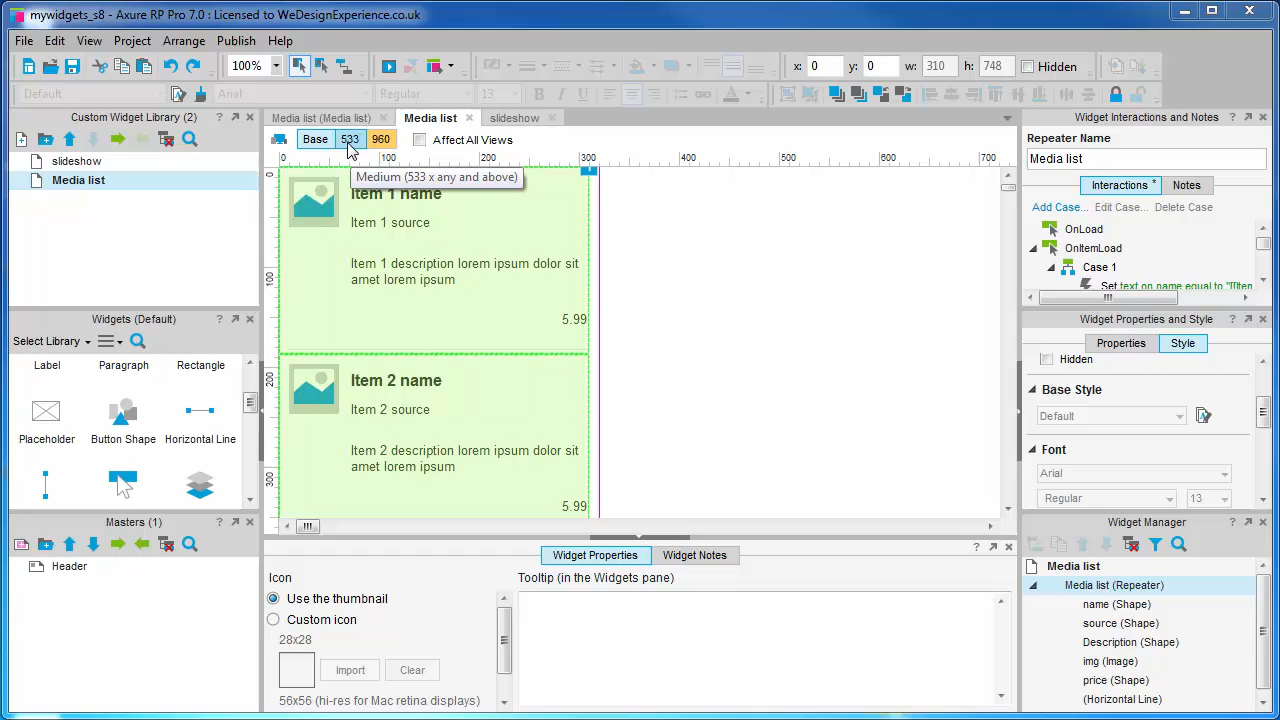 mywidgets_s8 - Axure RP Pro 7.0 : Licensed to WeDesignExperience.co.uk
File Edit View Project Arrange Publish Help
100% x: 0 y: 0 w: 310 h: 748 Hidden
Default Arial Regular 13 B I U
Custom Widget Library (2) ? x
slideshow
Media list
Media list (Media list) Media list slideshow
Base 533 960 Affect All Views
0 100 200 300 400 500 600 700
Medium (533 x any and above)
0
100
200
300
Item 1 name
Item 1 source
Item 1 description lorem ipsum dolor sit
amet lorem ipsum
5.99
Item 2 name
Item 2 source
Item 2 description lorem ipsum dolor sit
amet lorem ipsum
5.99
Widgets (Default) ?
Select Library
Label Paragraph Rectangle
Placeholder Button Shape Horizontal Line
Masters (1) ?
Header
Widget Properties Widget Notes ?
Icon
Use the thumbnail
Custom icon
28x28
Import Clear
56x56 (hi-res for Mac retina displays)
Tooltip (in the Widgets pane)
Widget Interactions and Notes ?
Repeater Name
Media list
Interactions * Notes
Add Case... Edit Case... Delete Case
OnLoad
OnItemLoad
Case 1
Set text on name equal to "[[Item
Widget Properties and Style ?
Properties Style
Hidden
Base Style
Default
Font
Arial
Regular 13
Widget Manager ?
Media list
Media list (Repeater)
name (Shape)
source (Shape)
Description (Shape)
img (Image)
price (Shape)
(Horizontal Line)